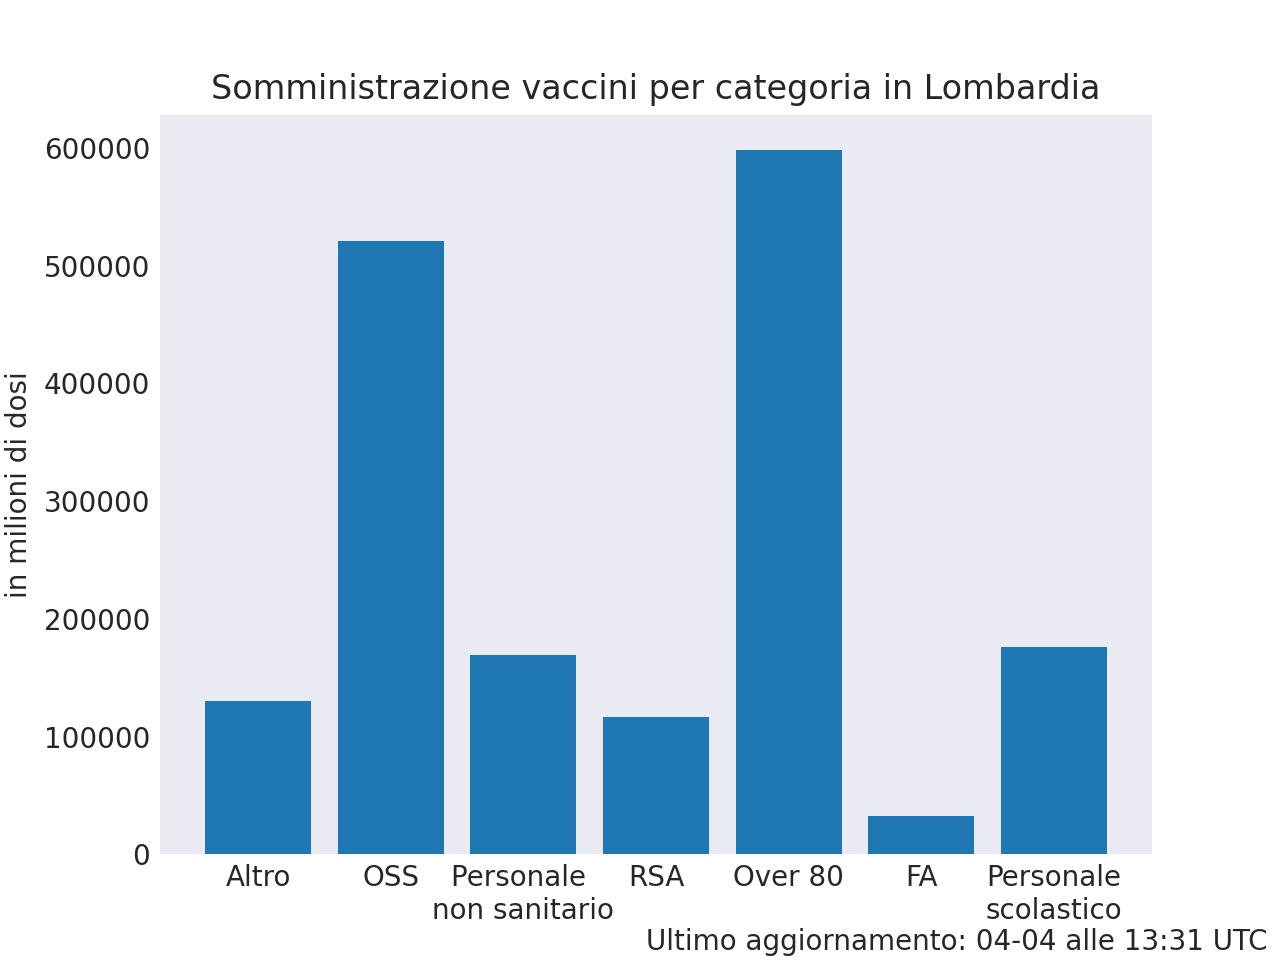 Somministrazione vaccini per categoria in Lombardia
in milioni di dosi
600000
500000
400000
300000
200000
100000
0
Altro
OSS
Personale
non sanitario
RSA
Over 80
FA
Personale
scolastico
Ultimo aggiornamento: 04-04 alle 13:31 UTC